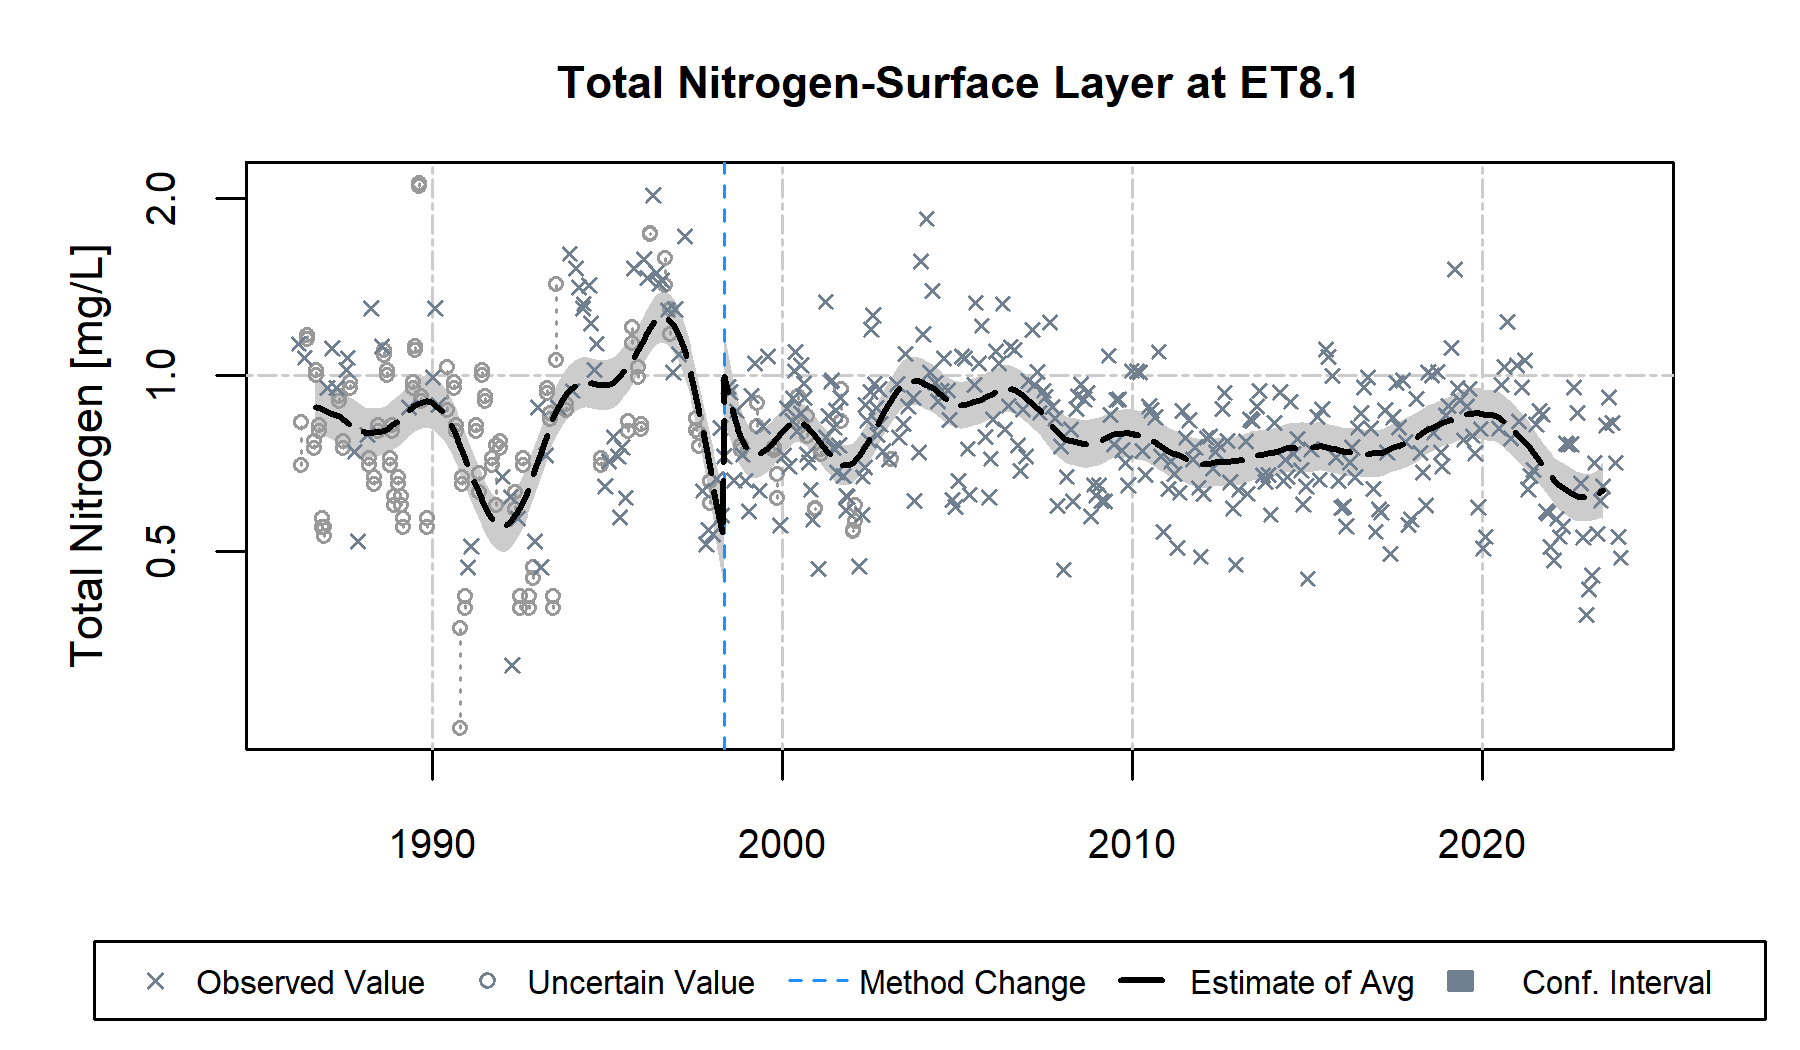 Total Nitrogen-Surface Layer at ET8.1
Total Nitrogen [mg/L]
2.0
1.0
0.5
1990 2000 2010 2020
Observed Value Uncertain Value Method Change Estimate of Avg Conf. Interval